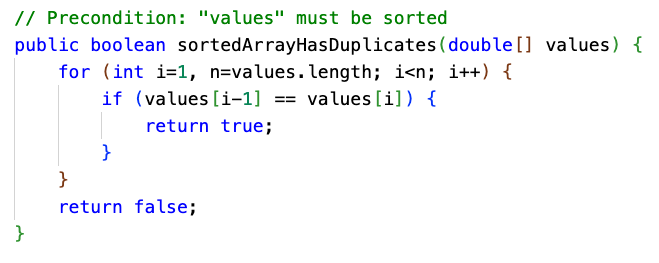 // Precondition: "values" must be sorted
public boolean sortedArrayHasDuplicates(double[] values) {
    for (int i=1, n=values.length; i<n; i++) {
        if (values[i-1] == values[i]) {
            return true;
        }
    }
    return false;
}